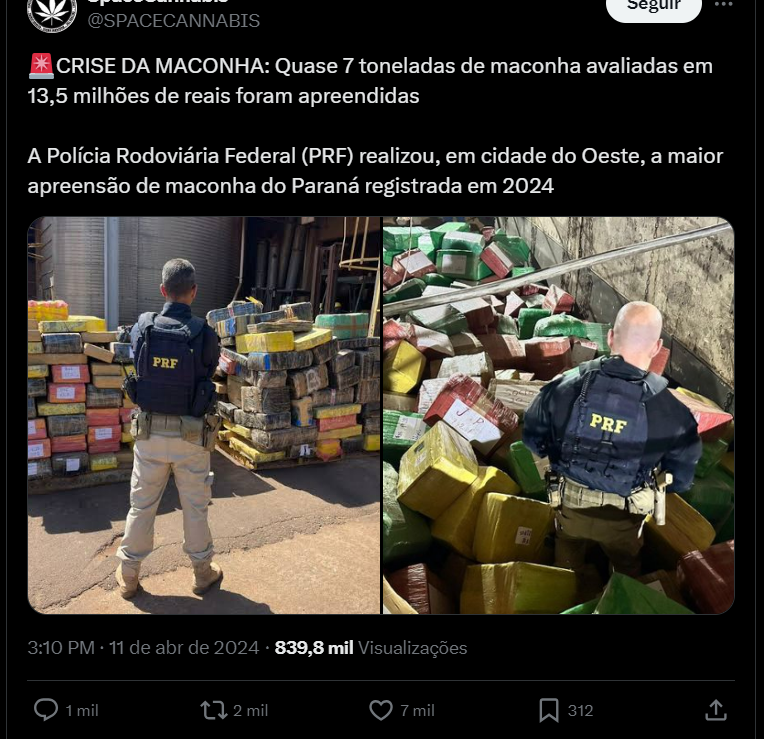 SpaceCannabis
@SPACECANNABIS
Seguir
🚨CRISE DA MACONHA: Quase 7 toneladas de maconha avaliadas em
13,5 milhões de reais foram apreendidas
A Polícia Rodoviária Federal (PRF) realizou, em cidade do Oeste, a maior
apreensão de maconha do Paraná registrada em 2024
PRF
PRF
3:10 PM · 11 de abr de 2024 · 839,8 mil Visualizações
1 mil
2 mil
7 mil
312